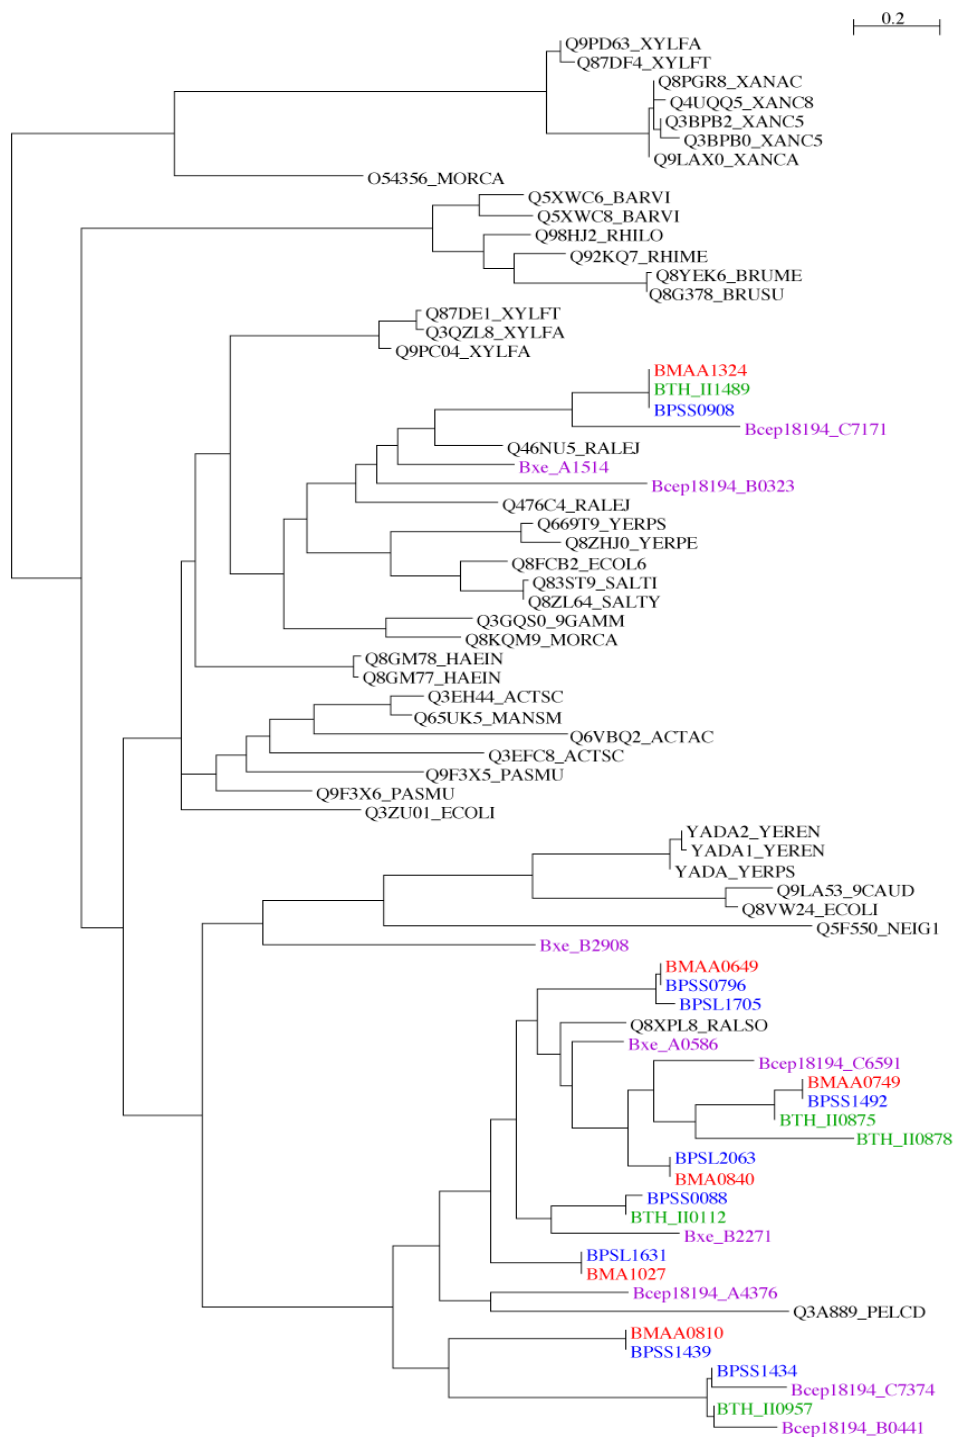 0.2
Q9PD63_XYLFA
Q87DF4_XYLFT
Q8PGR8_XANAC
Q4UQQ5_XANC8
Q3BPB2_XANC5
Q3BPB0_XANC5
Q9LAX0_XANCA
O54356_MORCA
Q5XWC6_BARVI
Q5XWC8_BARVI
Q98HJ2_RHILO
Q92KQ7_RHIME
Q8YEK6_BRUME
Q8G378_BRUSU
Q87DE1_XYLFT
Q3QZL8_XYLFA
Q9PC04_XYLFA
BMAA1324
BTH_II1489
BPSS0908
Bcep18194_C7171
Q46NU5_RALEJ
Bxe_A1514
Bcep18194_B0323
Q476C4_RALEJ
Q669T9_YERPS
Q8ZHJ0_YERPE
Q8FCB2_ECOL6
Q83ST9_SALTI
Q8ZL64_SALTY
Q3GQS0_9GAMM
Q8KQM9_MORCA
Q8GM78_HAEIN
Q8GM77_HAEIN
Q3EH44_ACTSC
Q65UK5_MANSM
Q6VBQ2_ACTAC
Q3EFC8_ACTSC
Q9F3X5_PASMU
Q9F3X6_PASMU
Q3ZU01_ECOLI
YADA2_YEREN
YADA1_YEREN
YADA_YERPS
Q9LA53_9CAUD
Q8VW24_ECOLI
Q5F550_NEIG1
Bxe_B2908
BMAA0649
BPSS0796
BPSL1705
Q8XPL8_RALSO
Bxe_A0586
Bcep18194_C6591
BMAA0749
BPSS1492
BTH_II0875
BTH_II0878
BPSL2063
BMA0840
BPSS0088
BTH_II0112
Bxe_B2271
BPSL1631
BMA1027
Bcep18194_A4376
Q3A889_PELCD
BMAA0810
BPSS1439
BPSS1434
Bcep18194_C7374
BTH_II0957
Bcep18194_B0441